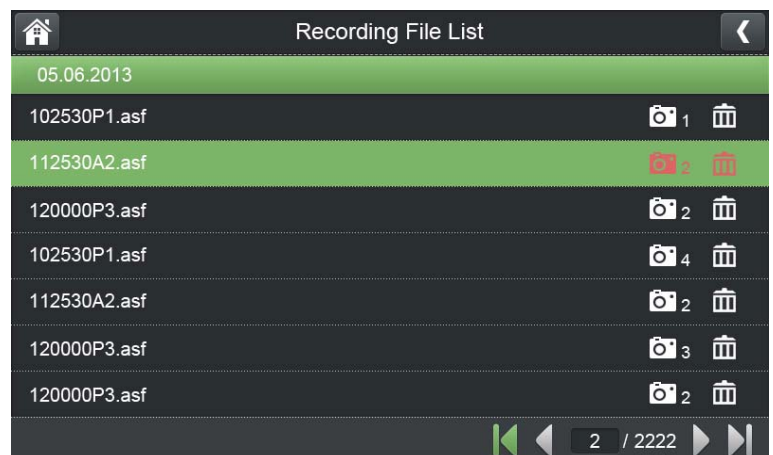 Recording File List
05.06.2013
102530P1.asf 1
112530A2.asf 2
120000P3.asf 2
102530P1.asf 4
112530A2.asf 2
120000P3.asf 3
120000P3.asf 2
2 / 2222